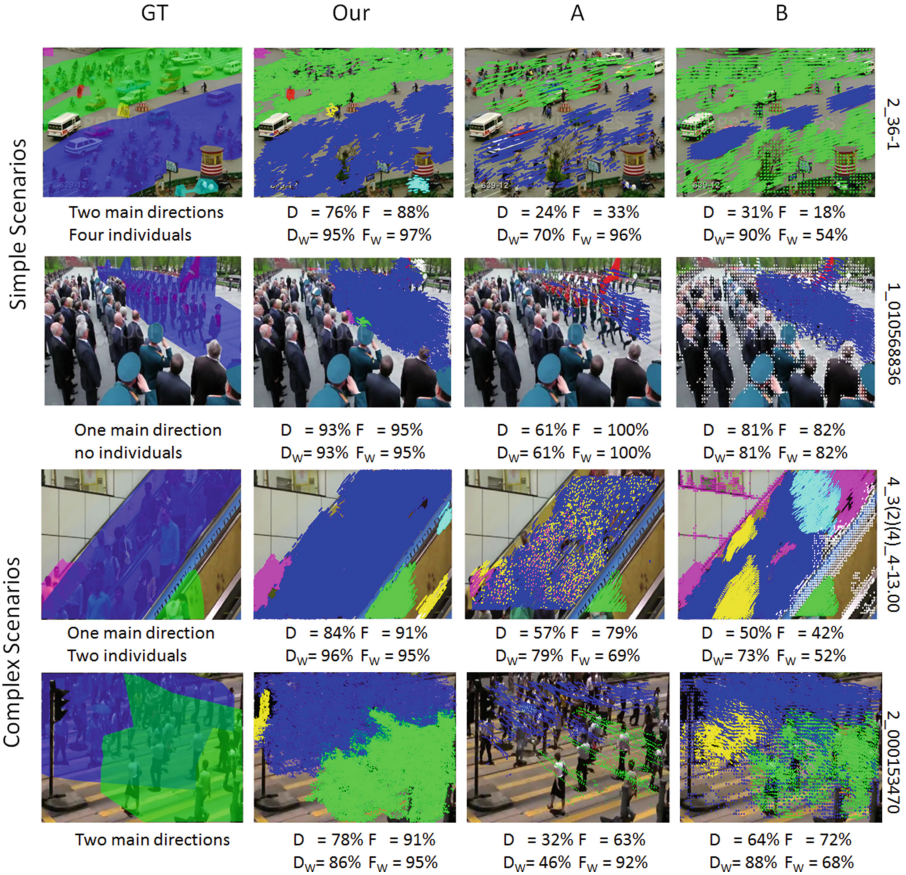 GT Our A B
Simple Scenarios
2_36-1
Two main directions
Four individuals
D = 76% F = 88%
D_W= 95% F_W = 97%
D = 24% F = 33%
D_W= 70% F_W = 96%
D = 31% F = 18%
D_W= 90% F_W = 54%
1_010568836
One main direction
no individuals
D = 93% F = 95%
D_W= 93% F_W = 95%
D = 61% F = 100%
D_W= 61% F_W = 100%
D = 81% F = 82%
D_W= 81% F_W = 82%
Complex Scenarios
4_3(2)(4)_4-13.00
One main direction
Two individuals
D = 84% F = 91%
D_W= 96% F_W = 95%
D = 57% F = 79%
D_W= 79% F_W = 69%
D = 50% F = 42%
D_W= 73% F_W = 52%
2_000153470
Two main directions
D = 78% F = 91%
D_W= 86% F_W = 95%
D = 32% F = 63%
D_W= 46% F_W = 92%
D = 64% F = 72%
D_W= 88% F_W = 68%